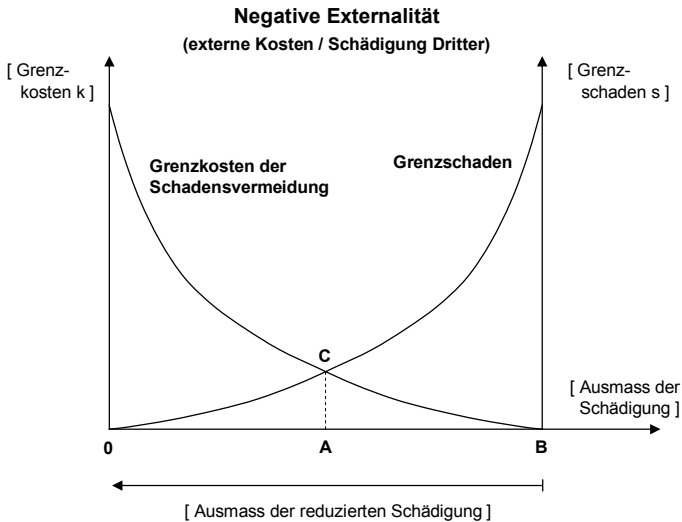 Negative Externalität
(externe Kosten / Schädigung Dritter)
[ Grenz-
kosten k ]
[ Grenz-
schaden s ]
Grenzkosten der
Schadensvermeidung
Grenzschaden
C
[ Ausmass der
Schädigung ]
0
A
B
[ Ausmass der reduzierten Schädigung ]